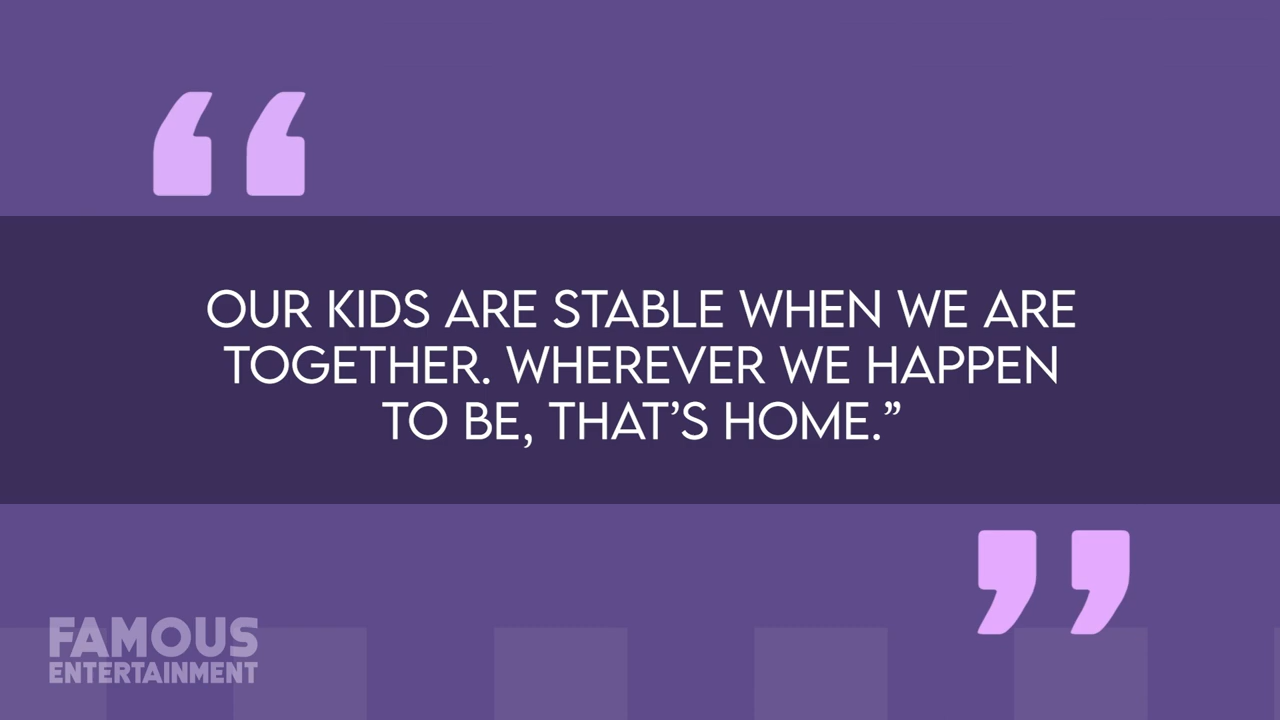 OUR KIDS ARE STABLE WHEN WE ARE
TOGETHER. WHEREVER WE HAPPEN
TO BE, THAT’S HOME.”
FAMOUS
ENTERTAINMENT